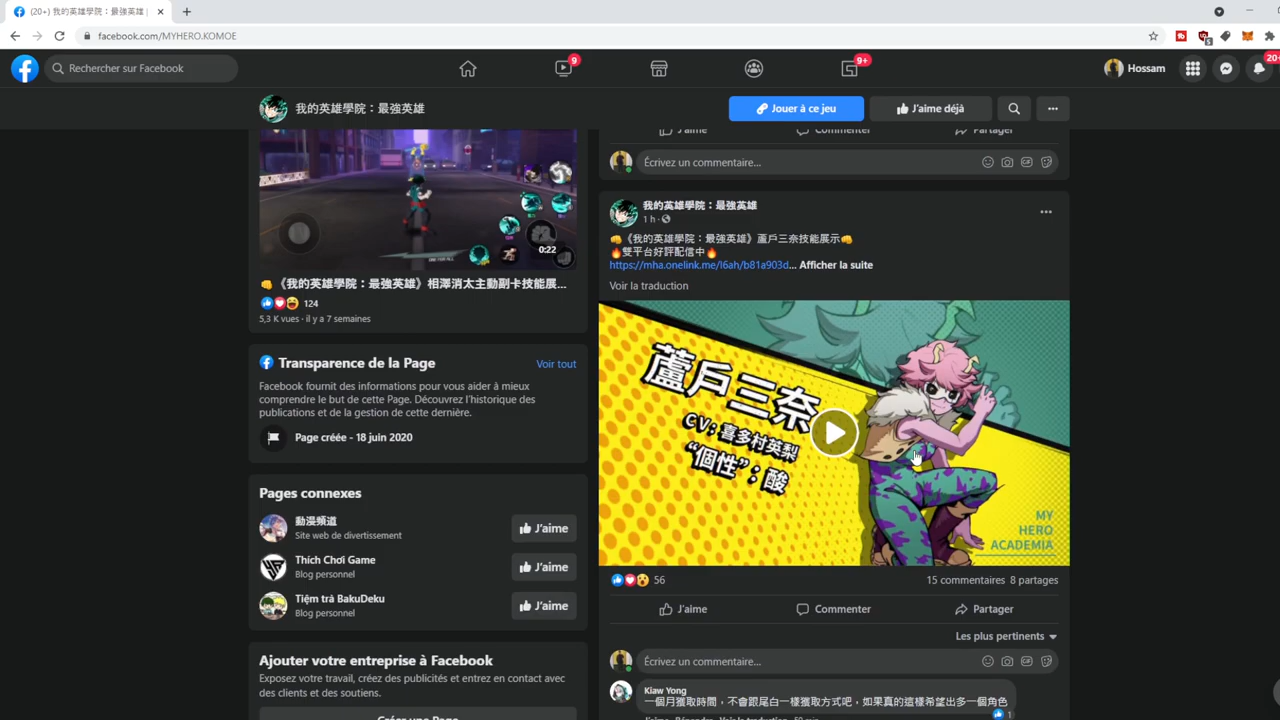 (20+) 我的英雄學院：最強英雄 |
facebook.com/MYHERO.KOMOE
5
Rechercher sur Facebook
9
9+
Hossam
20+
我的英雄學院：最強英雄
Jouer à ce jeu
J'aime déjà
J'aime
Commenter
Partager
Écrivez un commentaire...
0:22
👊《我的英雄學院：最強英雄》相澤消太主動副卡技能展...
124
5,3 K vues · il y a 7 semaines
Transparence de la Page
Voir tout
Facebook fournit des informations pour vous aider à mieux
comprendre le but de cette Page. Découvrez l'historique des
publications et de la gestion de cette dernière.
Page créée - 18 juin 2020
Pages connexes
動漫頻道
Site web de divertissement
J'aime
Thích Chơi Game
Blog personnel
J'aime
Tiệm trà BakuDeku
Blog personnel
J'aime
Ajouter votre entreprise à Facebook
Exposez votre travail, créez des publicités et entrez en contact avec
des clients et des soutiens.
Créer une Page
我的英雄學院：最強英雄
1 h ·
👊《我的英雄學院：最強英雄》蘆戶三奈技能展示👊
🔥雙平台好評配信中🔥
https://mha.onelink.me/l6ah/b81a903d... Afficher la suite
Voir la traduction
蘆戶三奈
CV：喜多村英梨
“個性”：酸
MY
HERO
ACADEMIA
56
15 commentaires 8 partages
J'aime
Commenter
Partager
Les plus pertinents
Écrivez un commentaire...
Kiaw Yong
一個月獲取時間，不會跟尾白一樣獲取方式吧，如果真的這樣希望出多一個角色
1
J'aime · Répondre · Voir la traduction · 50 min